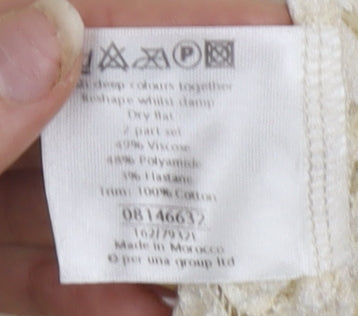 P
deep colours together
Reshape whilst damp
Dry flat
2 part set
49% Viscose
48% Polyamide
3% Elastane
Trim: 100% Cotton
08146632
162/79321
Made in Morocco
© per una group ltd